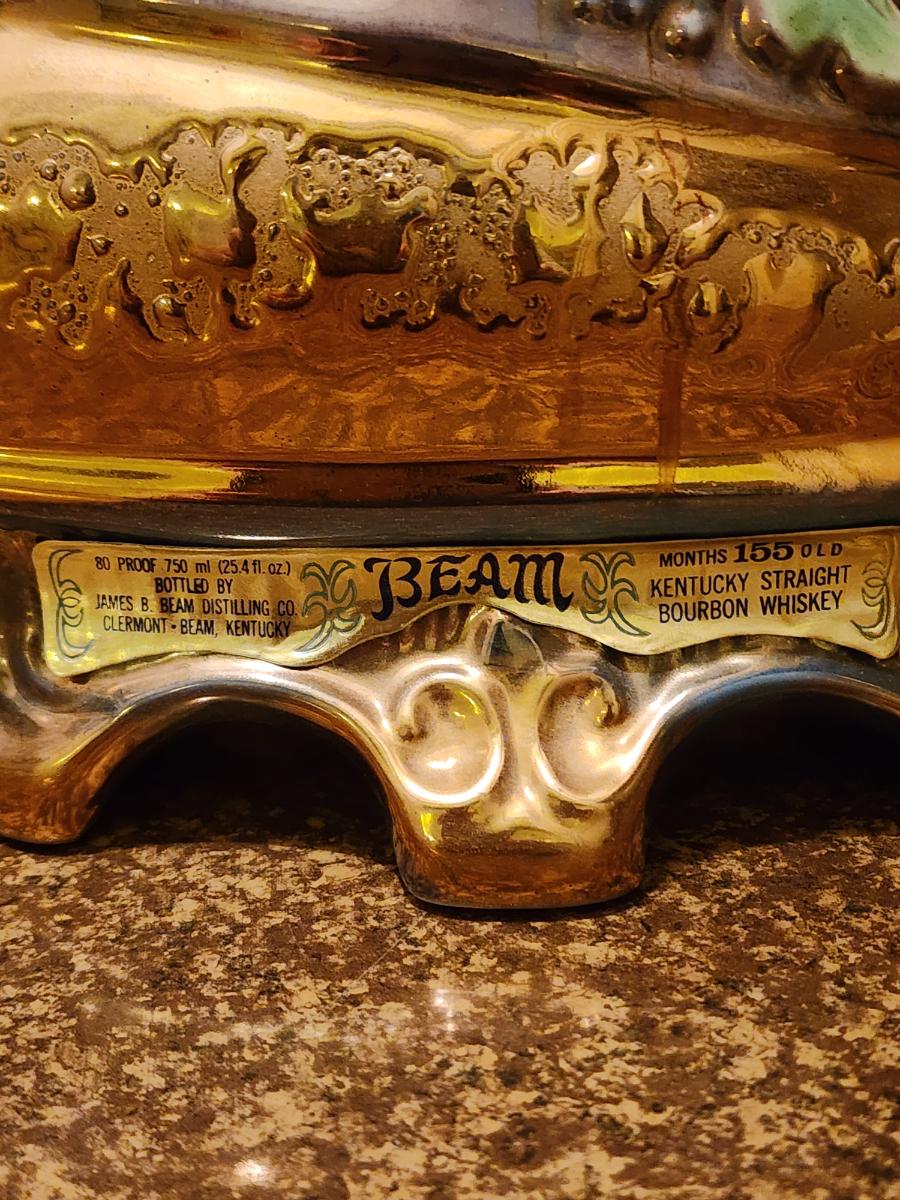 80 PROOF 750 ml (25.4 fl. oz.)
BOTTLED BY
JAMES B. BEAM DISTILLING CO.
CLERMONT • BEAM, KENTUCKY
BEAM
MONTHS 155 OLD
KENTUCKY STRAIGHT
BOURBON WHISKEY